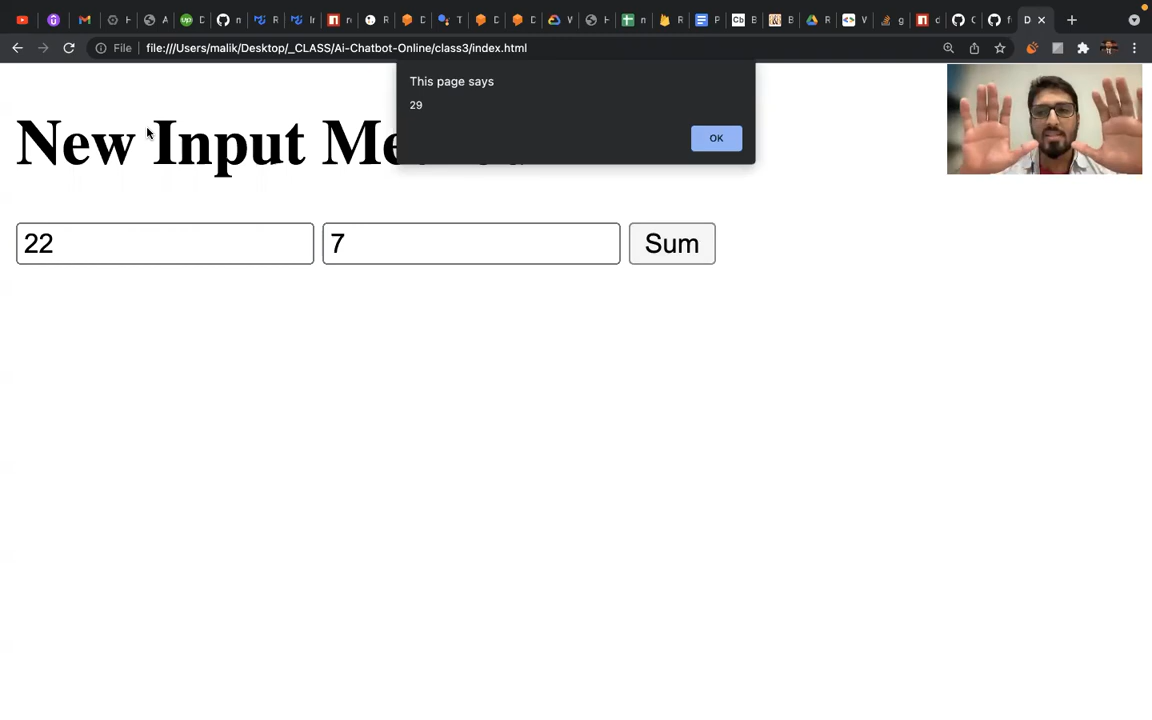 D
File
file:///Users/malik/Desktop/_CLASS/Ai-Chatbot-Online/class3/index.html
This page says
29
OK
New Input
22
7
Sum